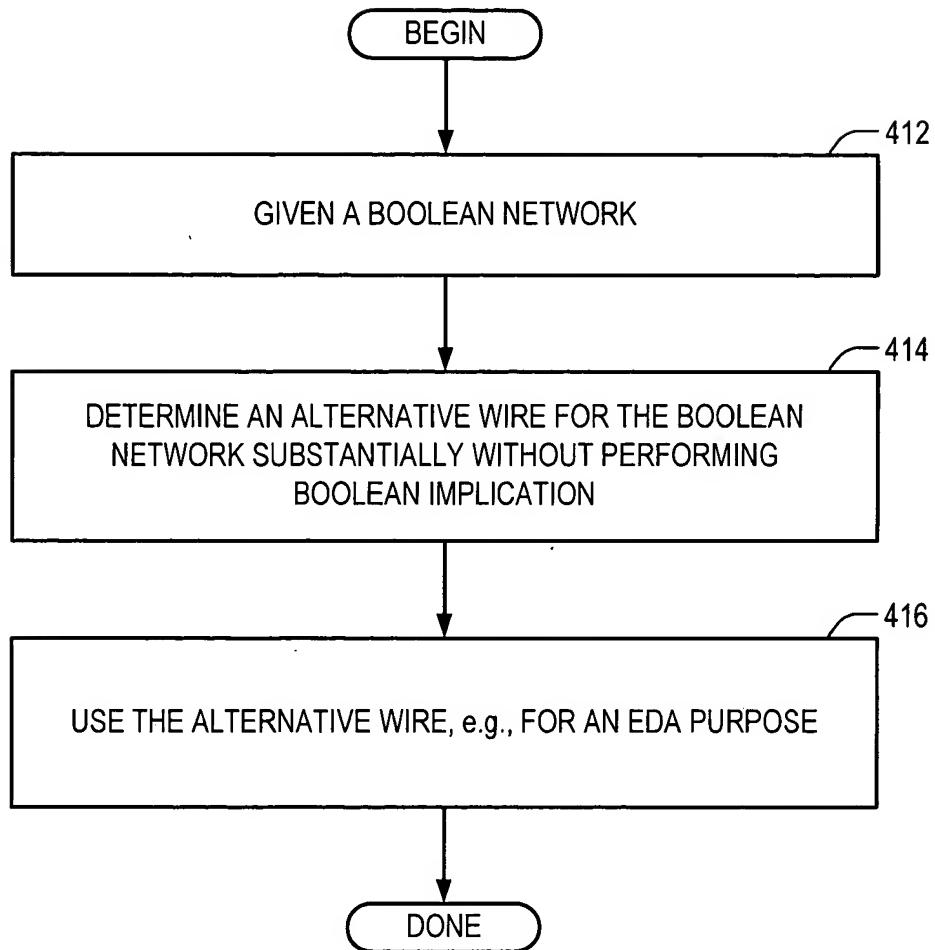 BEGIN
412
GIVEN A BOOLEAN NETWORK
414
DETERMINE AN ALTERNATIVE WIRE FOR THE BOOLEAN
NETWORK SUBSTANTIALLY WITHOUT PERFORMING
BOOLEAN IMPLICATION
416
USE THE ALTERNATIVE WIRE, e.g., FOR AN EDA PURPOSE
DONE